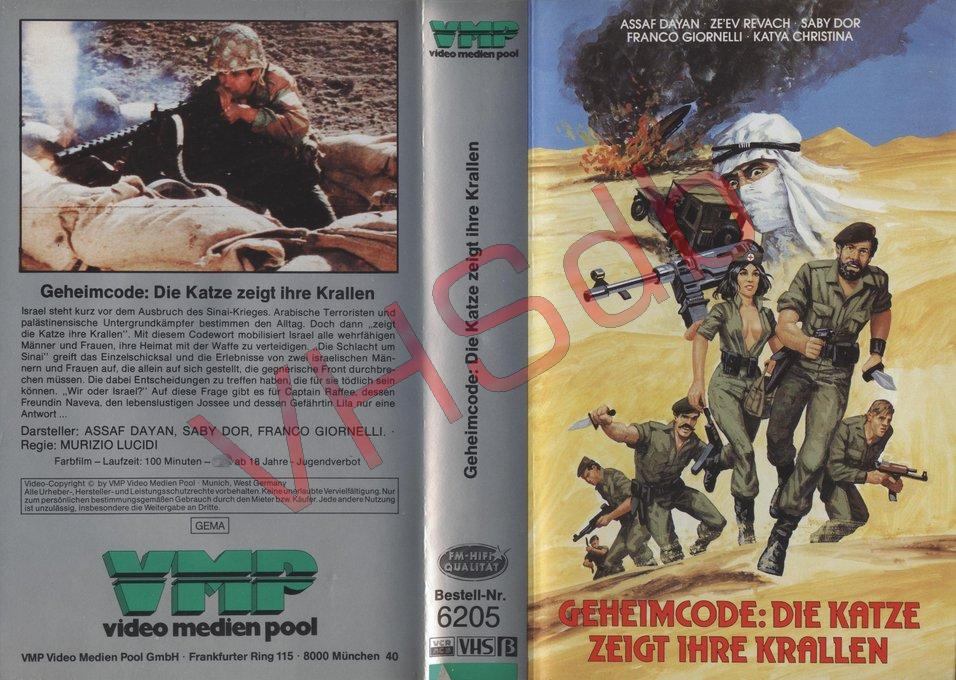 Geheimcode: Die Katze zeigt ihre Krallen
Israel steht kurz vor dem Ausbruch des Sinai-Krieges. Arabische Terroristen und
palästinensische Untergrundkämpfer bestimmen den Alltag. Doch dann „zeigt
die Katze ihre Krallen“. Mit diesem Codewort mobilisiert Israel alle wehrfähigen
Männer und Frauen, ihre Heimat mit der Waffe zu verteidigen. „Die Schlacht um
Sinai“ greift das Einzelschicksal und die Erlebnisse von zwei israelischen Män-
nern und Frauen auf, die allein auf sich gestellt, die gegnerische Front durchbre-
chen müssen. Die dabei Entscheidungen zu treffen haben, die für sie tödlich sein
können. „Wir oder Israel?“ Auf diese Frage gibt es für Captain Raffee, dessen
Freundin Naveva, den lebenslustigen Jossee und dessen Gefährtin Lila nur eine
Antwort ...
Darsteller: ASSAF DAYAN, SABY DOR, FRANCO GIORNELLI. ·
Regie: MURIZIO LUCIDI
Farbfilm – Laufzeit: 100 Minuten – ab 18 Jahre - Jugendverbot
Video-Copyright © by VMP Video Medien Pool · Munich, West Germany
Alle Urheber-, Hersteller- und Leistungsschutzrechte vorbehalten. Keine unerlaubte Vervielfältigung. Nur
zum persönlichen bestimmungsgemäßen Gebrauch durch den Mieter bzw. Käufer. Jede andere Nutzung
ist unzulässig, insbesondere die Weitergabe an Dritte.
GEMA
VMP
video medien pool
VMP Video Medien Pool GmbH · Frankfurter Ring 115 · 8000 München 40
VMP
video medien pool
Geheimcode: Die Katze zeigt ihre Krallen
FM-HIFI
QUALITÄT
Bestell-Nr.
6205
VCR
VHS
ASSAF DAYAN · ZE'EV REVACH · SABY DOR
FRANCO GIORNELLI · KATYA CHRISTINA
GEHEIMCODE: DIE KATZE
ZEIGT IHRE KRALLEN
VHSdb